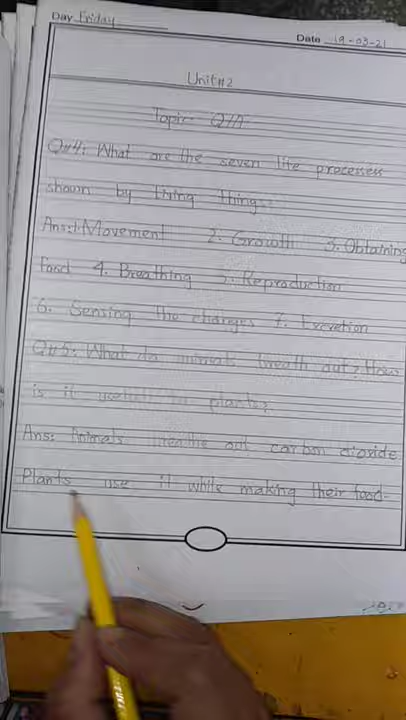 Day Friday
Date 19-03-21
Unit#2
Topic- Q/A
Q#4: What are the seven life processes
shown by living things.
Ans:1.Movement 2. Growth 3. Obtaining
food 4. Breathing 5. Reproduction
6. Sensing the changes 7. Excretion
Q#5: What do animals breath out? How
is it useful to plants?
Ans: Animals breathe out carbon dioxide
Plants use it while making their food.